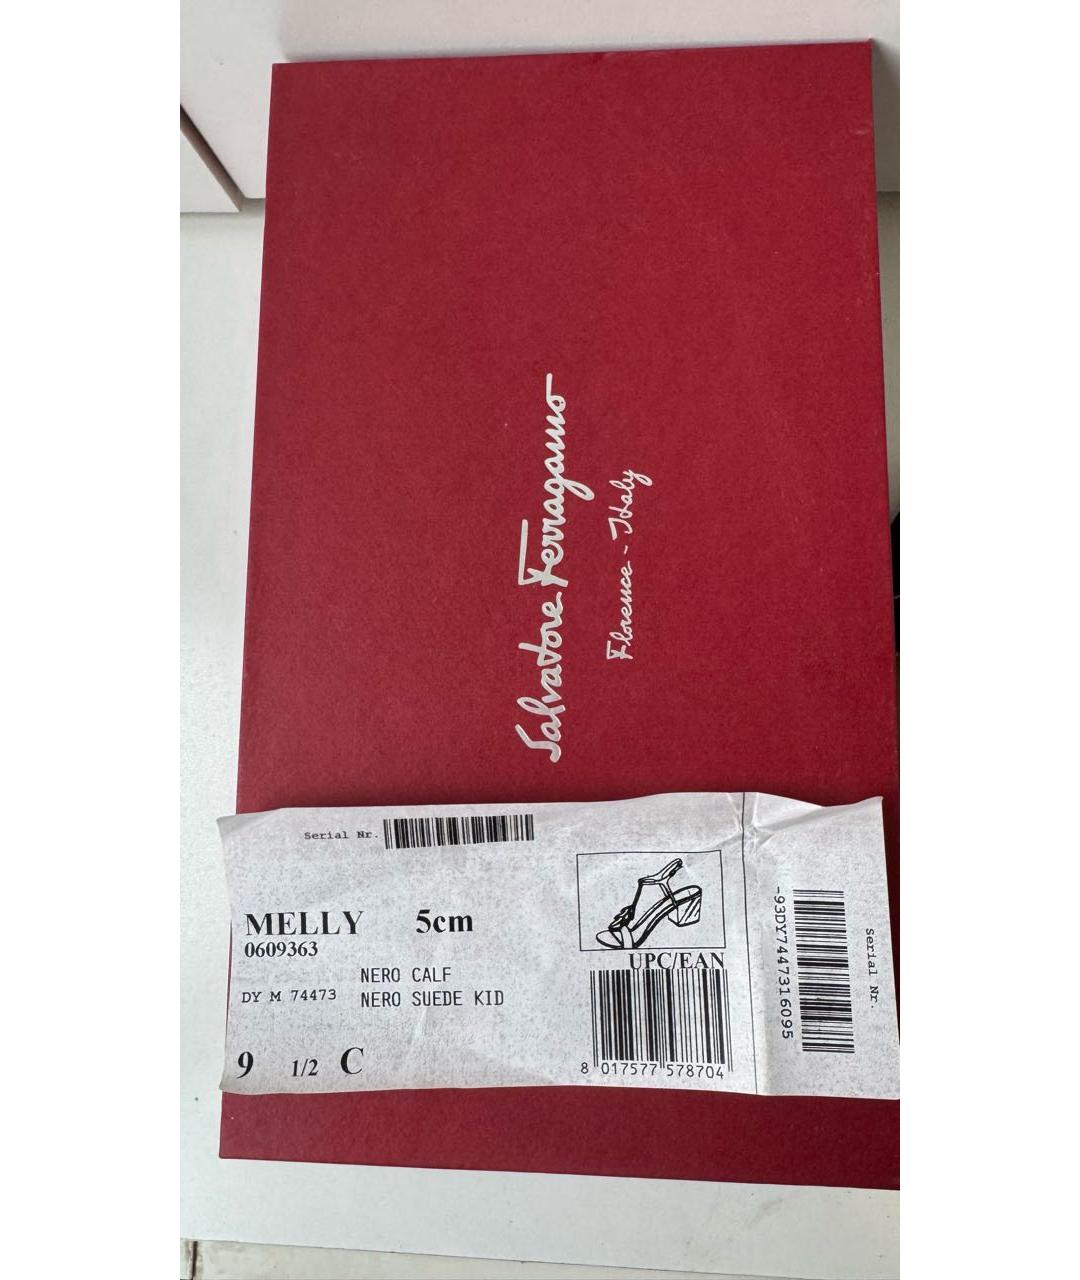 Salvatore Ferragamo
Florence - Italy
Serial Nr.
MELLY 5cm
0609363
NERO CALF
DY M 74473 NERO SUEDE KID
9 1/2 C
UPC/EAN
8 017577 578704
Serial Nr.
-93DY7447316095